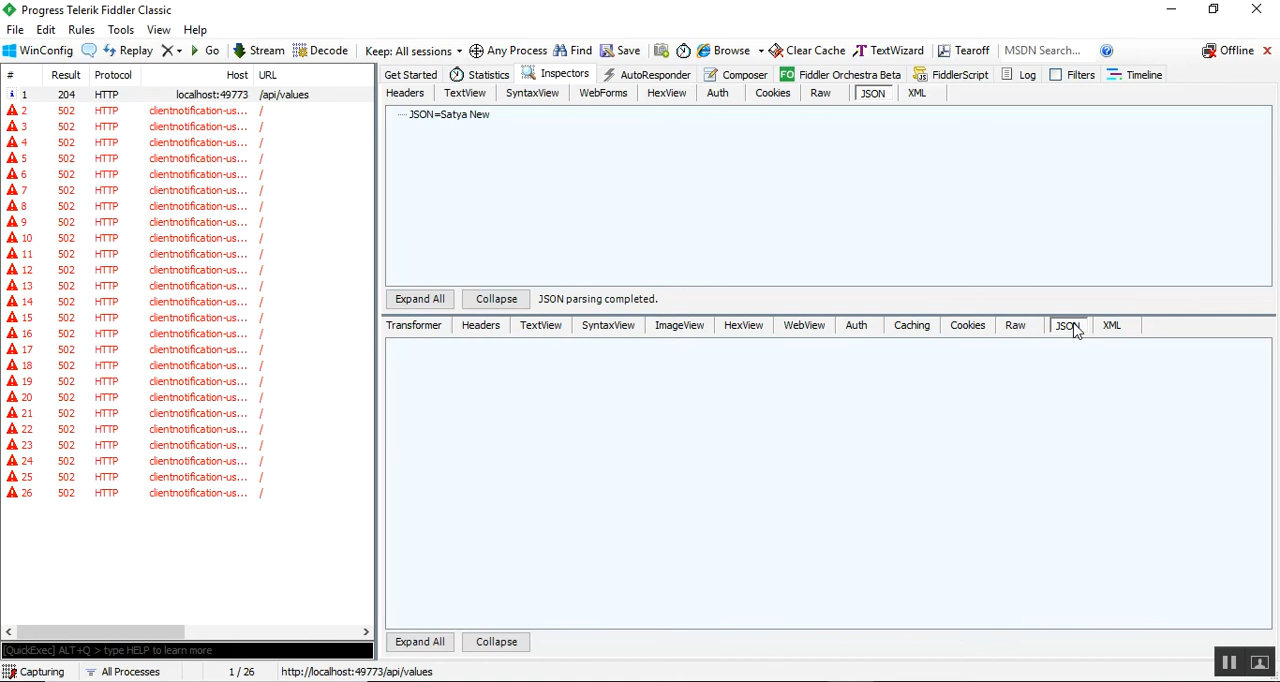 Progress Telerik Fiddler Classic
File Edit Rules Tools View Help
WinConfig Replay Go Stream Decode Keep: All sessions Any Process Find Save Browse Clear Cache TextWizard Tearoff MSDN Search... Offline
# Result Protocol Host URL
Get Started Statistics Inspectors AutoResponder Composer FO Fiddler Orchestra Beta FiddlerScript Log Filters Timeline
Headers TextView SyntaxView WebForms HexView Auth Cookies Raw JSON XML
1 204 HTTP localhost:49773 /api/values
2 502 HTTP clientnotification-us... /
3 502 HTTP clientnotification-us... /
4 502 HTTP clientnotification-us... /
5 502 HTTP clientnotification-us... /
6 502 HTTP clientnotification-us... /
7 502 HTTP clientnotification-us... /
8 502 HTTP clientnotification-us... /
9 502 HTTP clientnotification-us... /
10 502 HTTP clientnotification-us... /
11 502 HTTP clientnotification-us... /
12 502 HTTP clientnotification-us... /
13 502 HTTP clientnotification-us... /
14 502 HTTP clientnotification-us... /
15 502 HTTP clientnotification-us... /
16 502 HTTP clientnotification-us... /
17 502 HTTP clientnotification-us... /
18 502 HTTP clientnotification-us... /
19 502 HTTP clientnotification-us... /
20 502 HTTP clientnotification-us... /
21 502 HTTP clientnotification-us... /
22 502 HTTP clientnotification-us... /
23 502 HTTP clientnotification-us... /
24 502 HTTP clientnotification-us... /
25 502 HTTP clientnotification-us... /
26 502 HTTP clientnotification-us... /
JSON=Satya New
Expand All Collapse JSON parsing completed.
Transformer Headers TextView SyntaxView ImageView HexView WebView Auth Caching Cookies Raw JSON XML
Expand All Collapse
[QuickExec] ALT+Q > type HELP to learn more
Capturing All Processes 1 / 26 http://localhost:49773/api/values